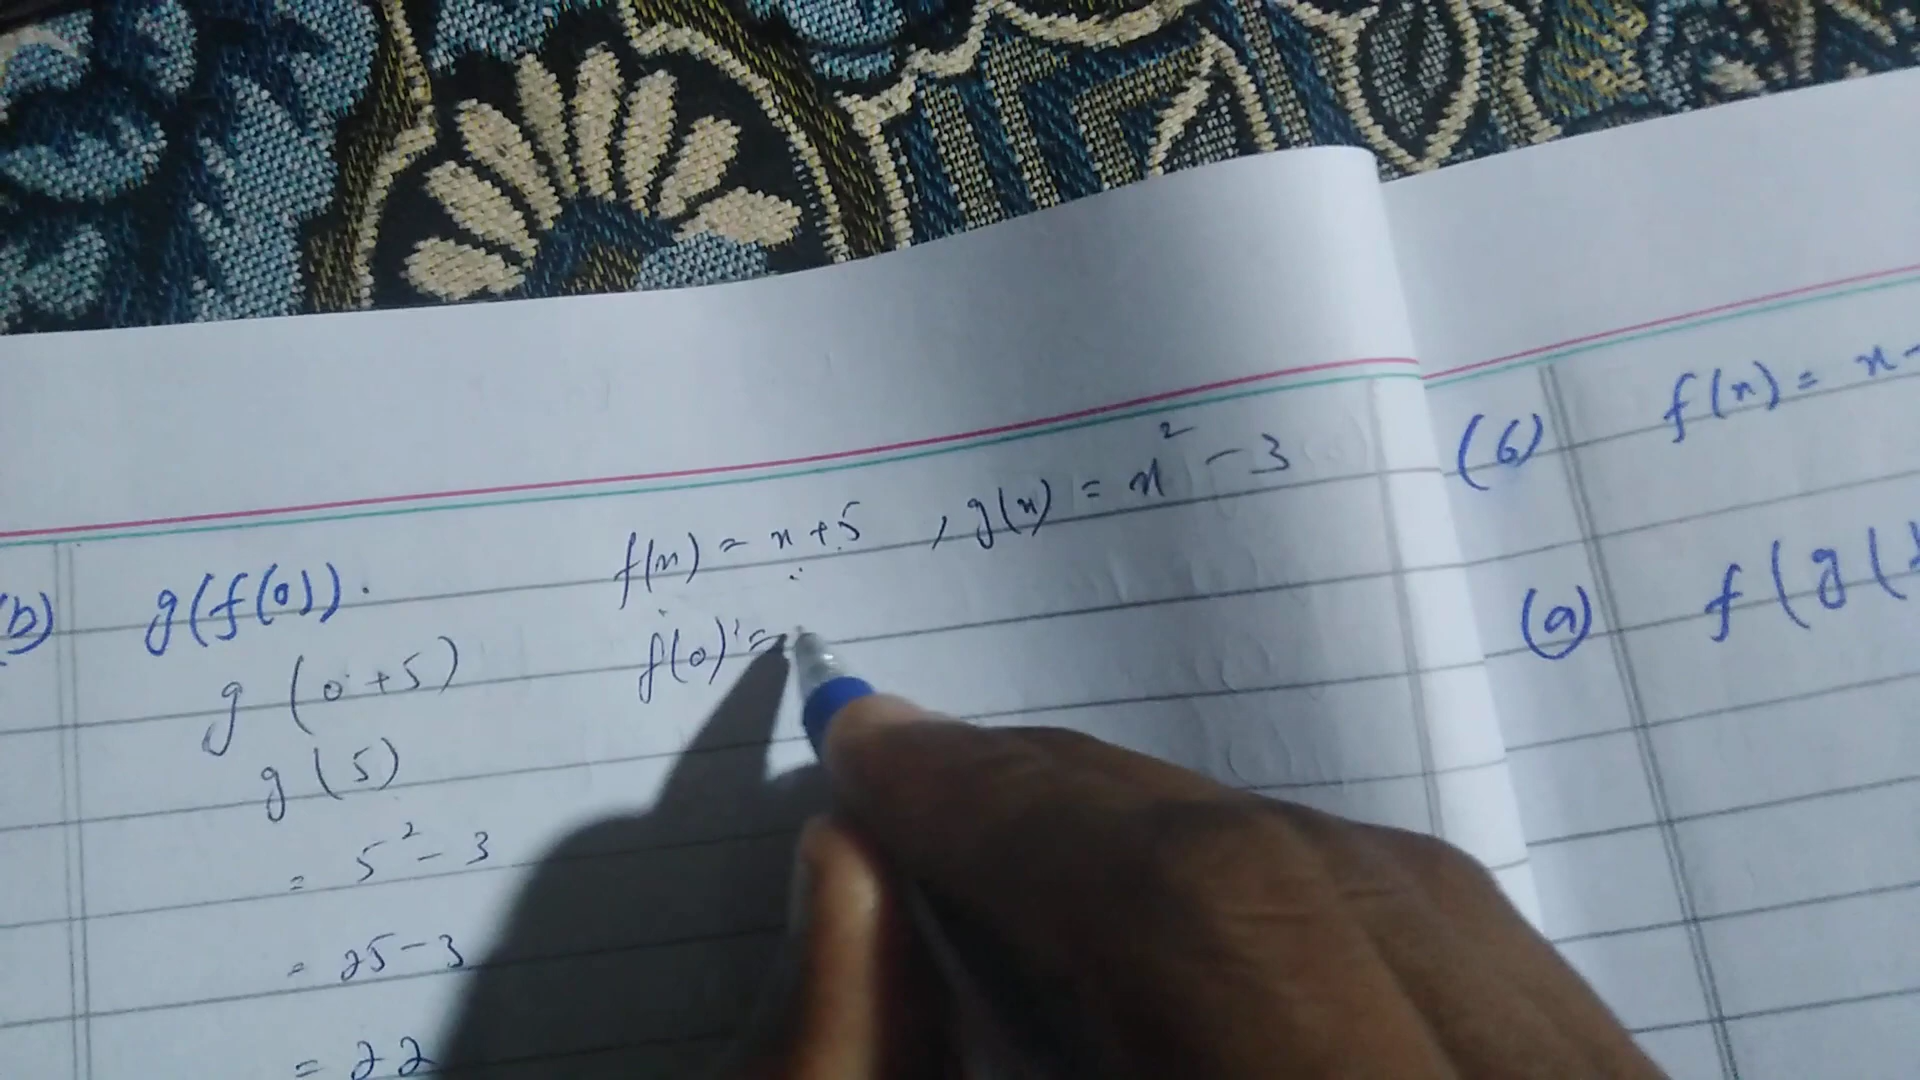 f(x) = x + 5 , g(x) = x² - 3
(b) g(f(0)).
g (0+5)
f(0) =
g (5)
= 5² - 3
= 25 - 3
= 22
(6) f(x) = x -
(a) f(g(